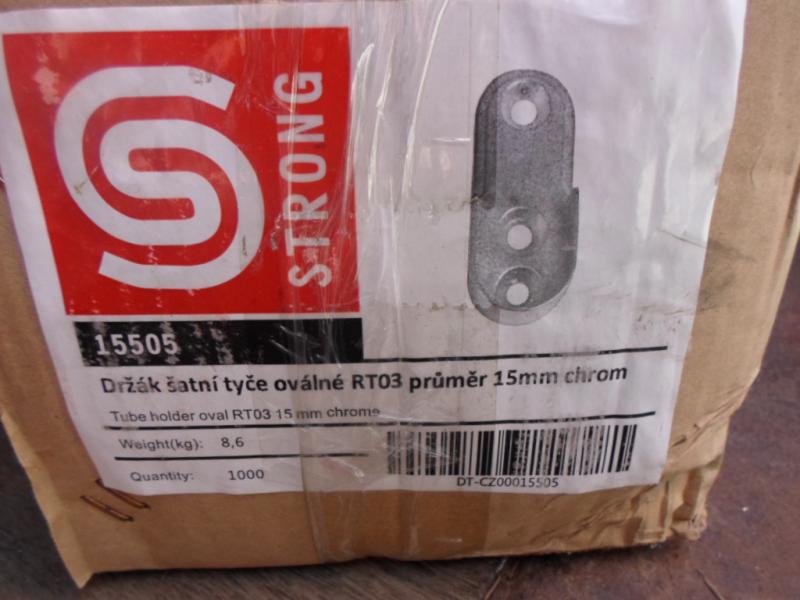 STRONG
15505
Držák šatní tyče oválné RT03 průměr 15mm chrom
Tube holder oval RT03 15 mm chrome
Weight(kg): 8,6
Quantity: 1000
DT-CZ00015505